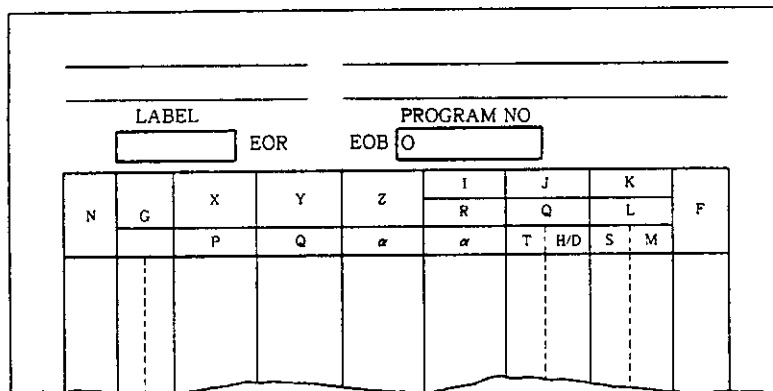 LABEL PROGRAM NO
EOR EOB O
I J K
N G X Y Z R Q L F
P Q α α T H/D S M